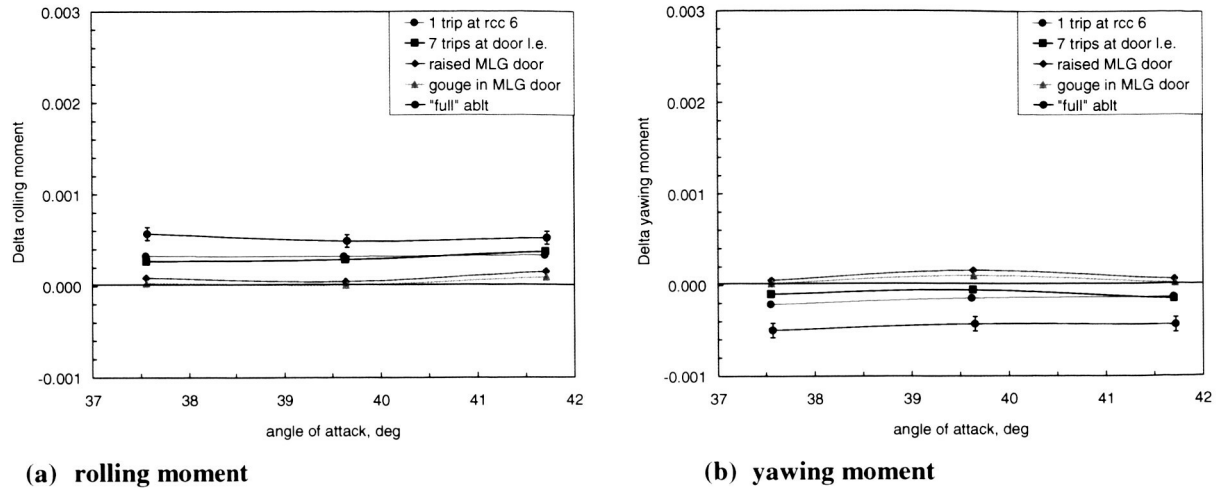 0.003
0.002
0.001
0.000
-0.001
Delta rolling moment
1 trip at rcc 6
7 trips at door l.e.
raised MLG door
gouge in MLG door
"full" ablt
37 38 39 40 41 42
angle of attack, deg
(a) rolling moment
0.003
0.002
0.001
0.000
-0.001
Delta yawing moment
1 trip at rcc 6
7 trips at door l.e.
raised MLG door
gouge in MLG door
"full" ablt
37 38 39 40 41 42
angle of attack, deg
(b) yawing moment